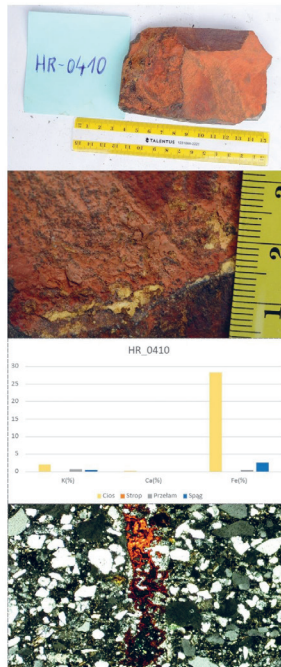 HR-0410
TALENTUS
HR_0410
30
25
20
15
10
5
0
K(%) Ca(%) Fe(%)
Cios Strop Przełam Spąg